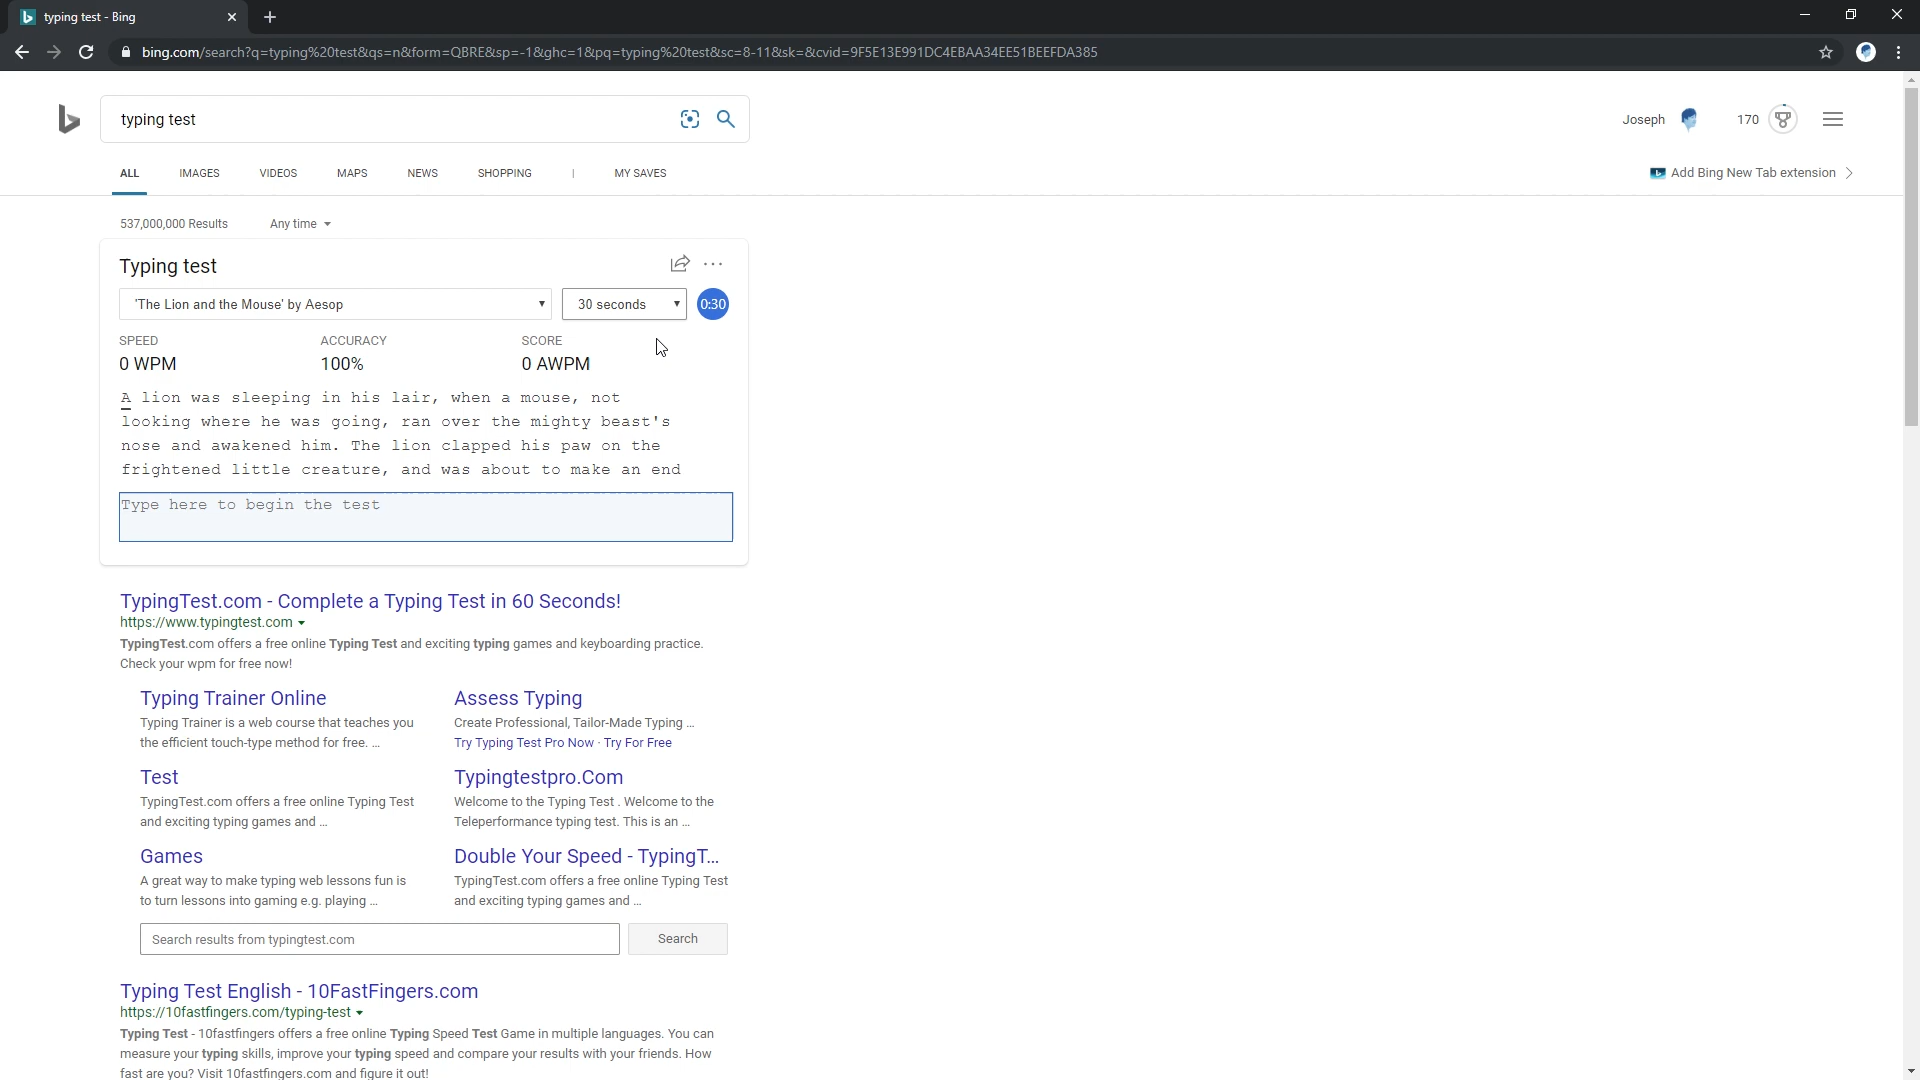 typing test - Bing
bing.com/search?q=typing%20test&qs=n&form=QBRE&sp=-1&ghc=1&pq=typing%20test&sc=8-11&sk=&cvid=9F5E13E991DC4EBAA34EE51BEEFDA385
typing test
Joseph 170
ALL IMAGES VIDEOS MAPS NEWS SHOPPING | MY SAVES
Add Bing New Tab extension
537,000,000 Results Any time
Typing test
'The Lion and the Mouse' by Aesop 30 seconds 0:30
SPEED ACCURACY SCORE
0 WPM 100% 0 AWPM
A lion was sleeping in his lair, when a mouse, not
looking where he was going, ran over the mighty beast's
nose and awakened him. The lion clapped his paw on the
frightened little creature, and was about to make an end
Type here to begin the test
TypingTest.com - Complete a Typing Test in 60 Seconds!
https://www.typingtest.com
TypingTest.com offers a free online Typing Test and exciting typing games and keyboarding practice.
Check your wpm for free now!
Typing Trainer Online
Typing Trainer is a web course that teaches you
the efficient touch-type method for free. ...
Assess Typing
Create Professional, Tailor-Made Typing ...
Try Typing Test Pro Now · Try For Free
Test
TypingTest.com offers a free online Typing Test
and exciting typing games and ...
Typingtestpro.Com
Welcome to the Typing Test . Welcome to the
Teleperformance typing test. This is an ...
Games
A great way to make typing web lessons fun is
to turn lessons into gaming e.g. playing ...
Double Your Speed - TypingT...
TypingTest.com offers a free online Typing Test
and exciting typing games and ...
Search results from typingtest.com Search
Typing Test English - 10FastFingers.com
https://10fastfingers.com/typing-test
Typing Test - 10fastfingers offers a free online Typing Speed Test Game in multiple languages. You can
measure your typing skills, improve your typing speed and compare your results with your friends. How
fast are you? Visit 10fastfingers.com and figure it out!